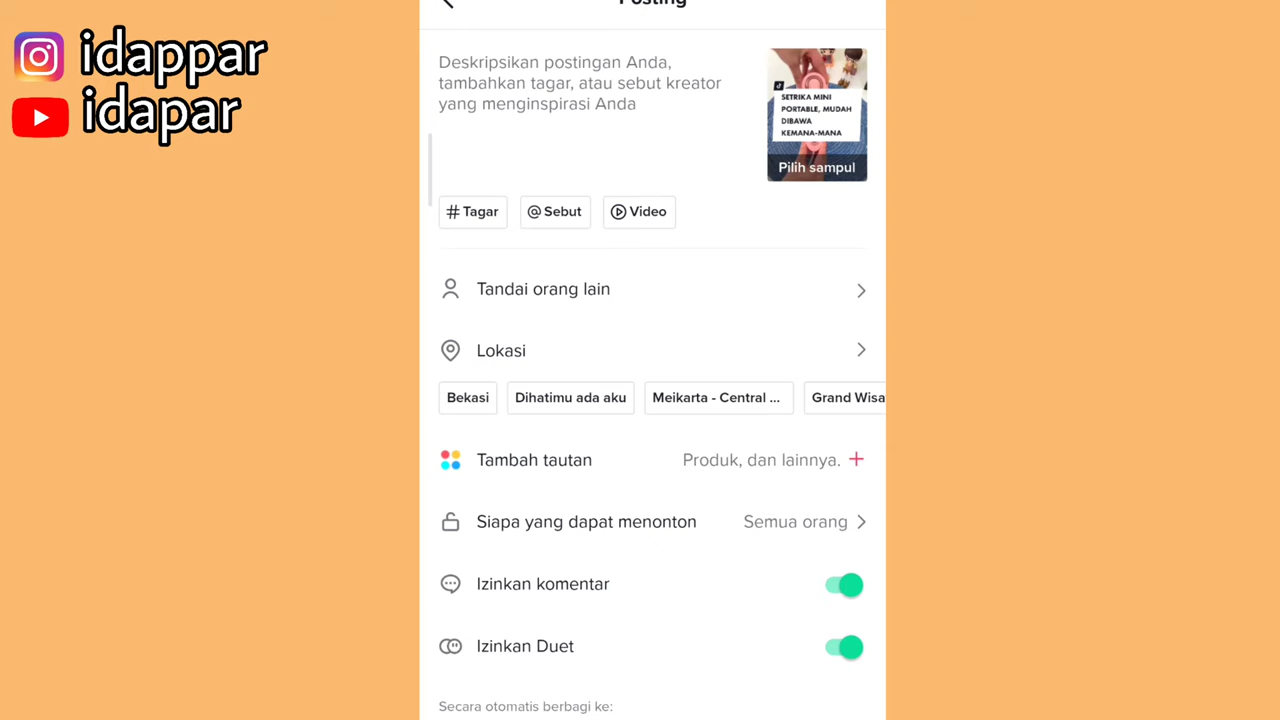 idappar
idapar
Posting
Deskripsikan postingan Anda,
tambahkan tagar, atau sebut kreator
yang menginspirasi Anda
SETRIKA MINI
PORTABLE, MUDAH
DIBAWA
KEMANA-MANA
Pilih sampul
# Tagar
@ Sebut
Video
Tandai orang lain
Lokasi
Bekasi
Dihatimu ada aku
Meikarta - Central ...
Grand Wisa
Tambah tautan
Produk, dan lainnya. +
Siapa yang dapat menonton
Semua orang
Izinkan komentar
Izinkan Duet
Secara otomatis berbagi ke: